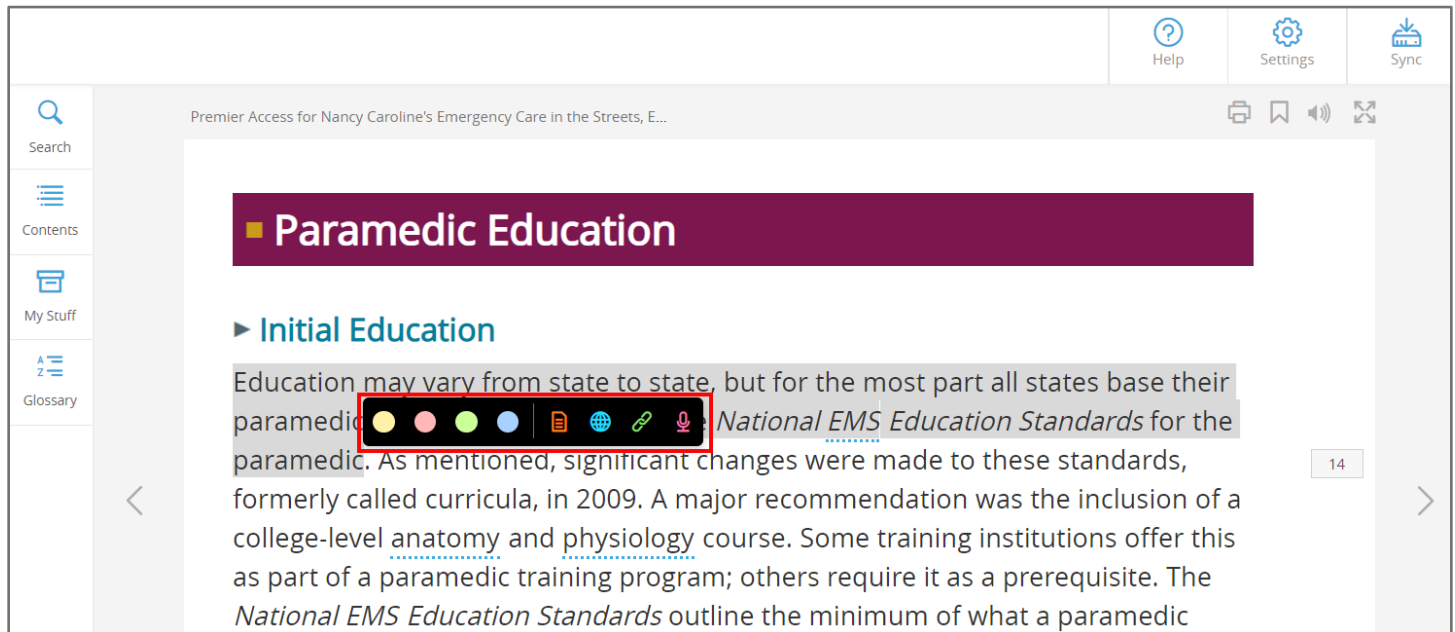 Help
Settings
Sync
Search
Contents
My Stuff
A
Z
Glossary
Premier Access for Nancy Caroline's Emergency Care in the Streets, E...
Paramedic Education
Initial Education
Education may vary from state to state, but for the most part all states base their
paramedic National EMS Education Standards for the
paramedic. As mentioned, significant changes were made to these standards,
14
formerly called curricula, in 2009. A major recommendation was the inclusion of a
college-level anatomy and physiology course. Some training institutions offer this
as part of a paramedic training program; others require it as a prerequisite. The
National EMS Education Standards outline the minimum of what a paramedic